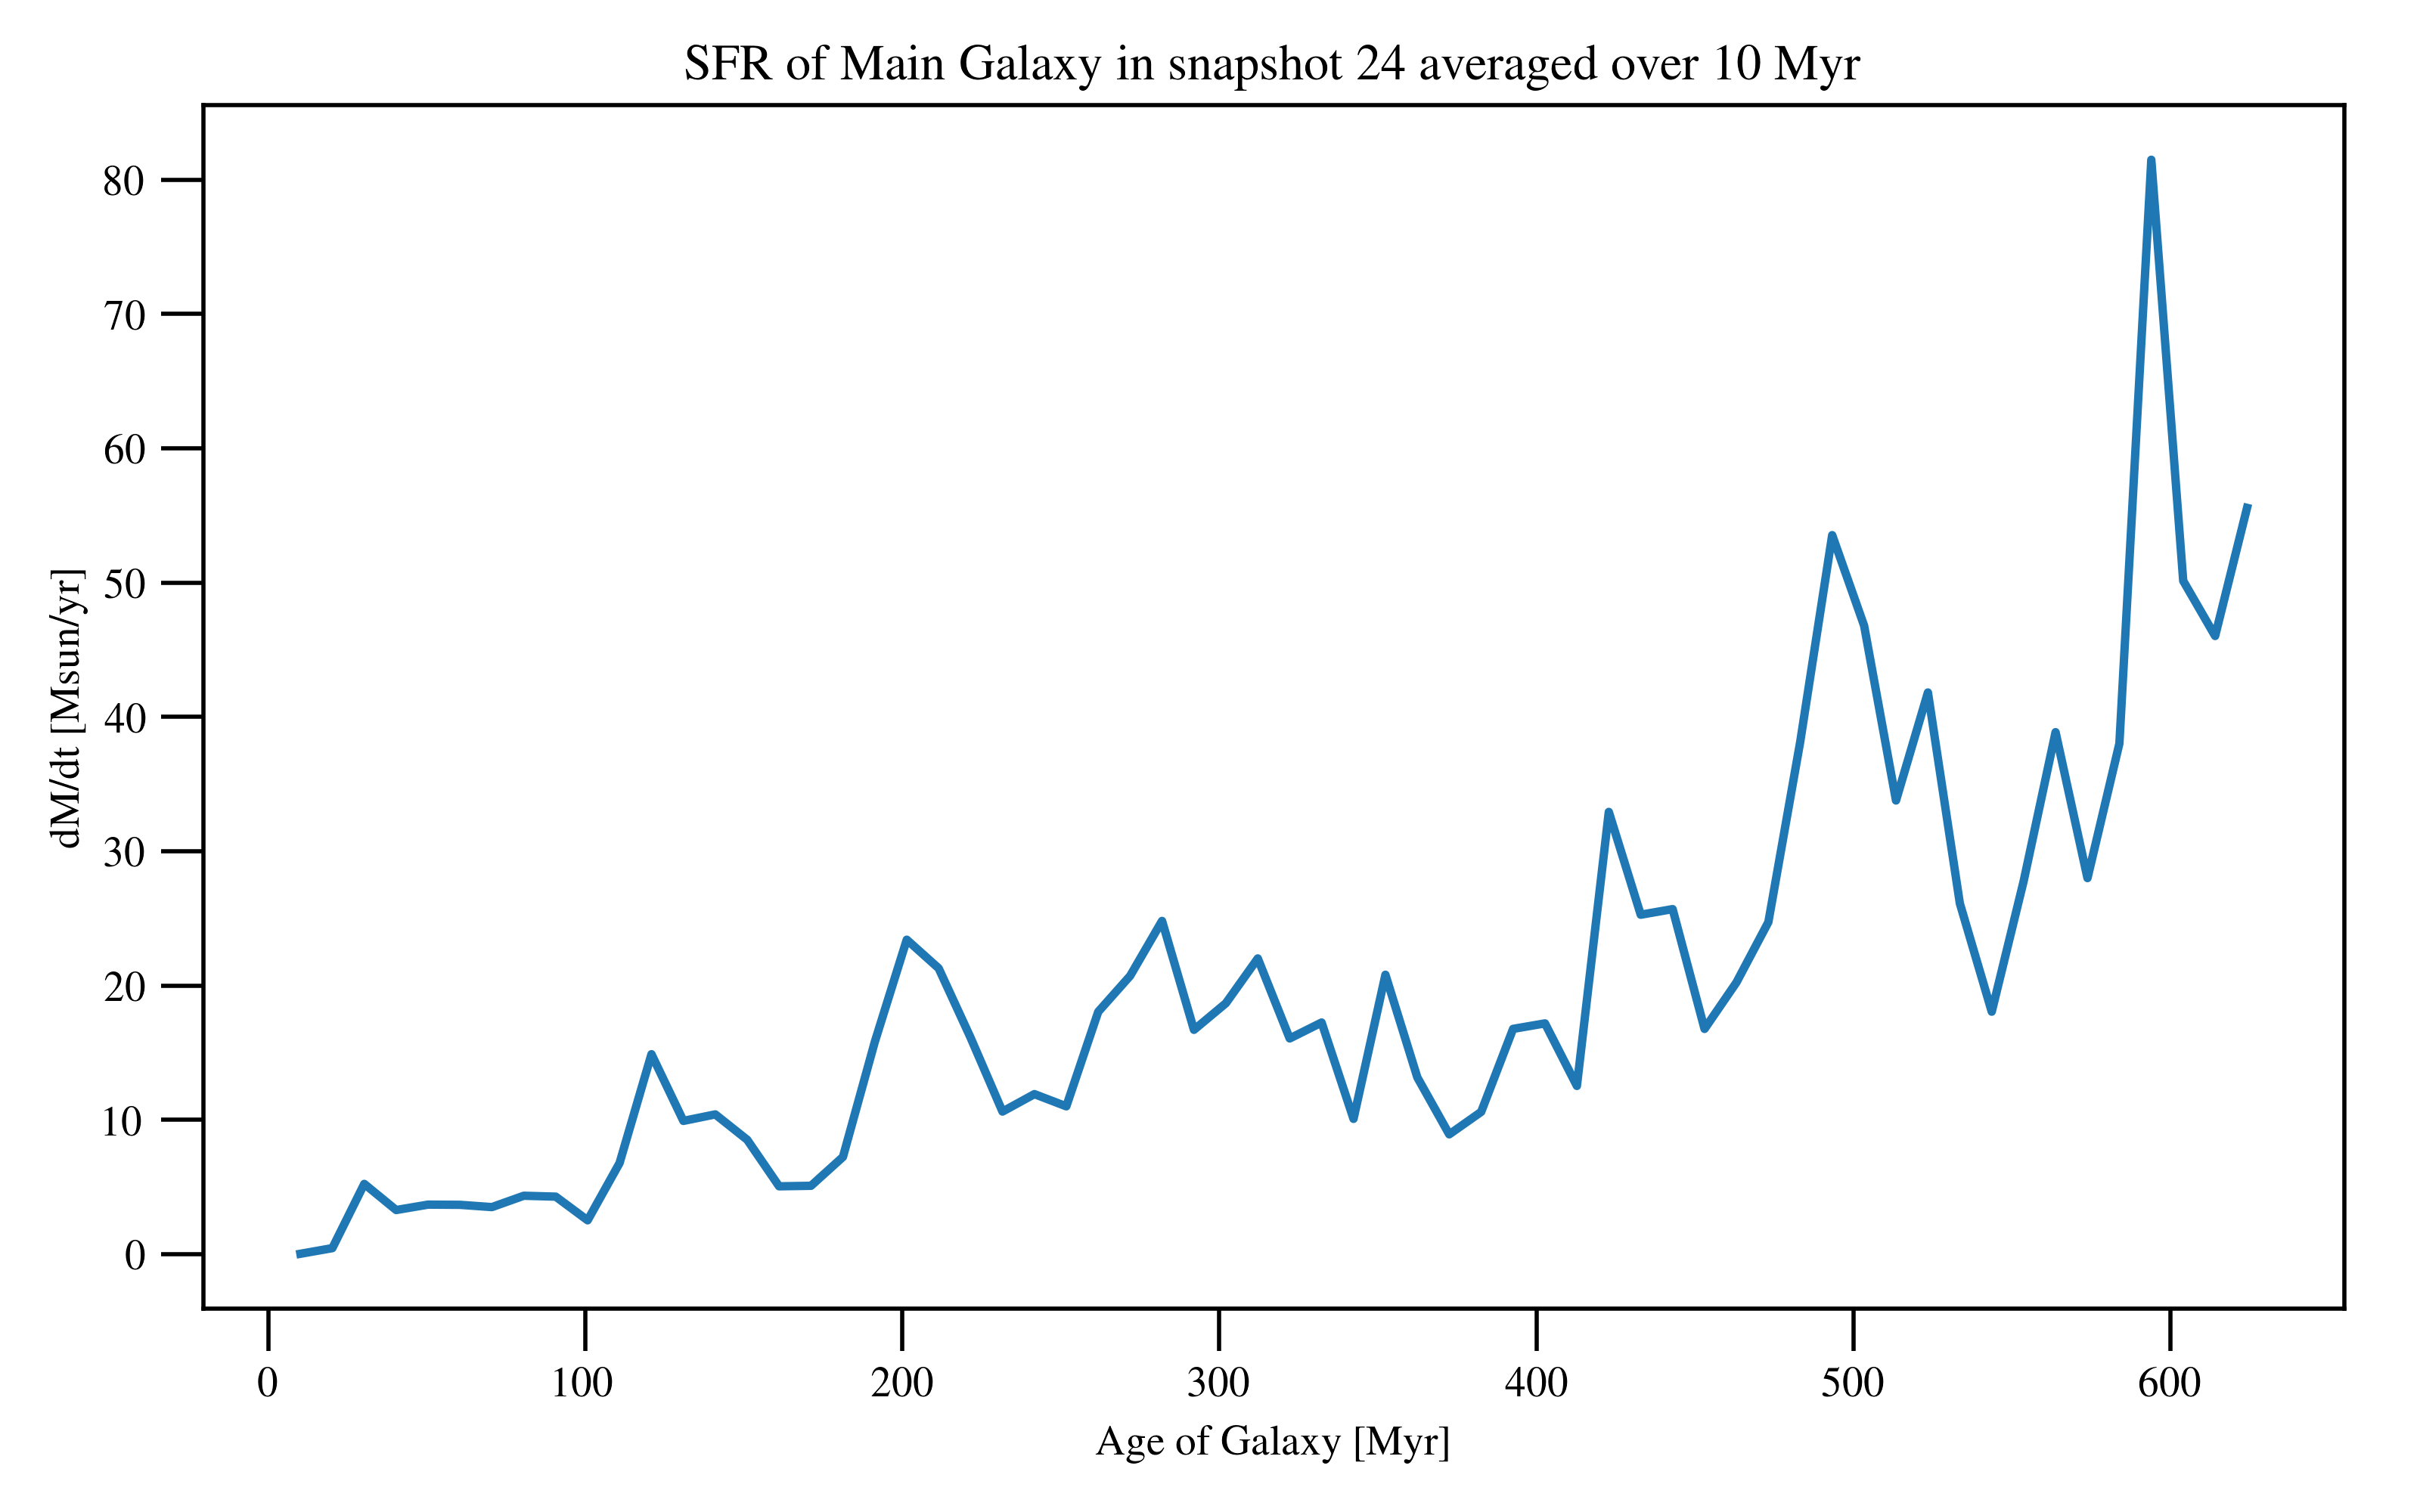 SFR of Main Galaxy in snapshot 24 averaged over 10 Myr
dM/dt [Msun/yr]
80
70
60
50
40
30
20
10
0
0 100 200 300 400 500 600
Age of Galaxy [Myr]